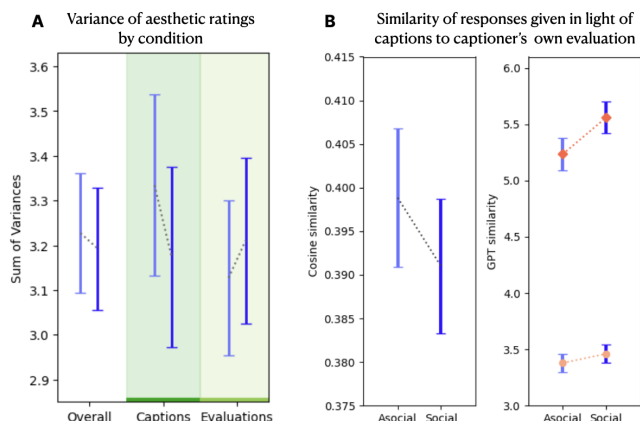 A
Variance of aesthetic ratings
by condition
Sum of Variances
3.6
3.5
3.4
3.3
3.2
3.1
3.0
2.9
Overall
Captions
Evaluations
B
Similarity of responses given in light of
captions to captioner's own evaluation
Cosine similarity
0.415
0.410
0.405
0.400
0.395
0.390
0.385
0.380
0.375
Asocial
Social
GPT similarity
6.0
5.5
5.0
4.5
4.0
3.5
3.0
Asocial
Social